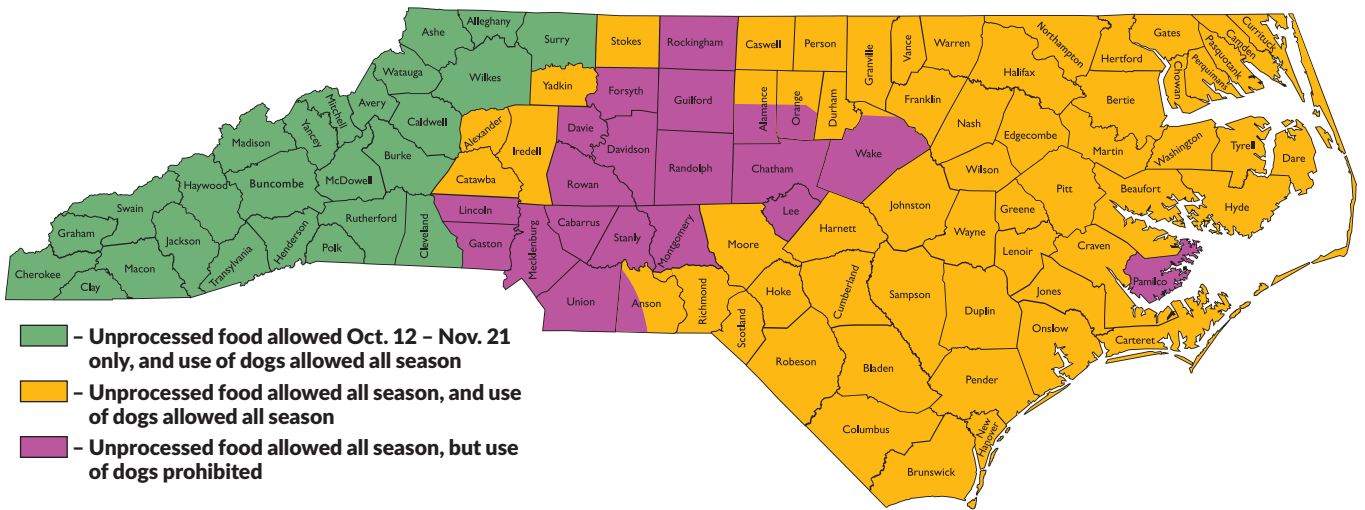 Ashe
Alleghany
Surry
Stokes
Rockingham
Caswell
Person
Granville
Vance
Warren
Northampton
Gates
Currituck
Camden
Pasquotank
Perquimans
Chowan
Hertford
Halifax
Bertie
Watauga
Wilkes
Yadkin
Forsyth
Guilford
Alamance
Orange
Durham
Franklin
Nash
Edgecombe
Martin
Washington
Tyrell
Dare
Mitchell
Avery
Yancey
Caldwell
Alexander
Iredell
Davie
Davidson
Randolph
Chatham
Wake
Wilson
Pitt
Beaufort
Hyde
Madison
Haywood
Buncombe
McDowell
Burke
Catawba
Rowan
Lee
Johnston
Greene
Wayne
Lenoir
Craven
Pamilco
Swain
Graham
Jackson
Transylvania
Henderson
Polk
Rutherford
Cleveland
Lincoln
Gaston
Mecklenburg
Cabarrus
Stanly
Montgomery
Moore
Harnett
Cherokee
Clay
Macon
Union
Anson
Richmond
Scotland
Hoke
Cumberland
Sampson
Duplin
Jones
Onslow
Carteret
Robeson
Bladen
Pender
Columbus
Brunswick
New
Hanover
– Unprocessed food allowed Oct. 12 – Nov. 21
only, and use of dogs allowed all season
– Unprocessed food allowed all season, and use
of dogs allowed all season
– Unprocessed food allowed all season, but use
of dogs prohibited